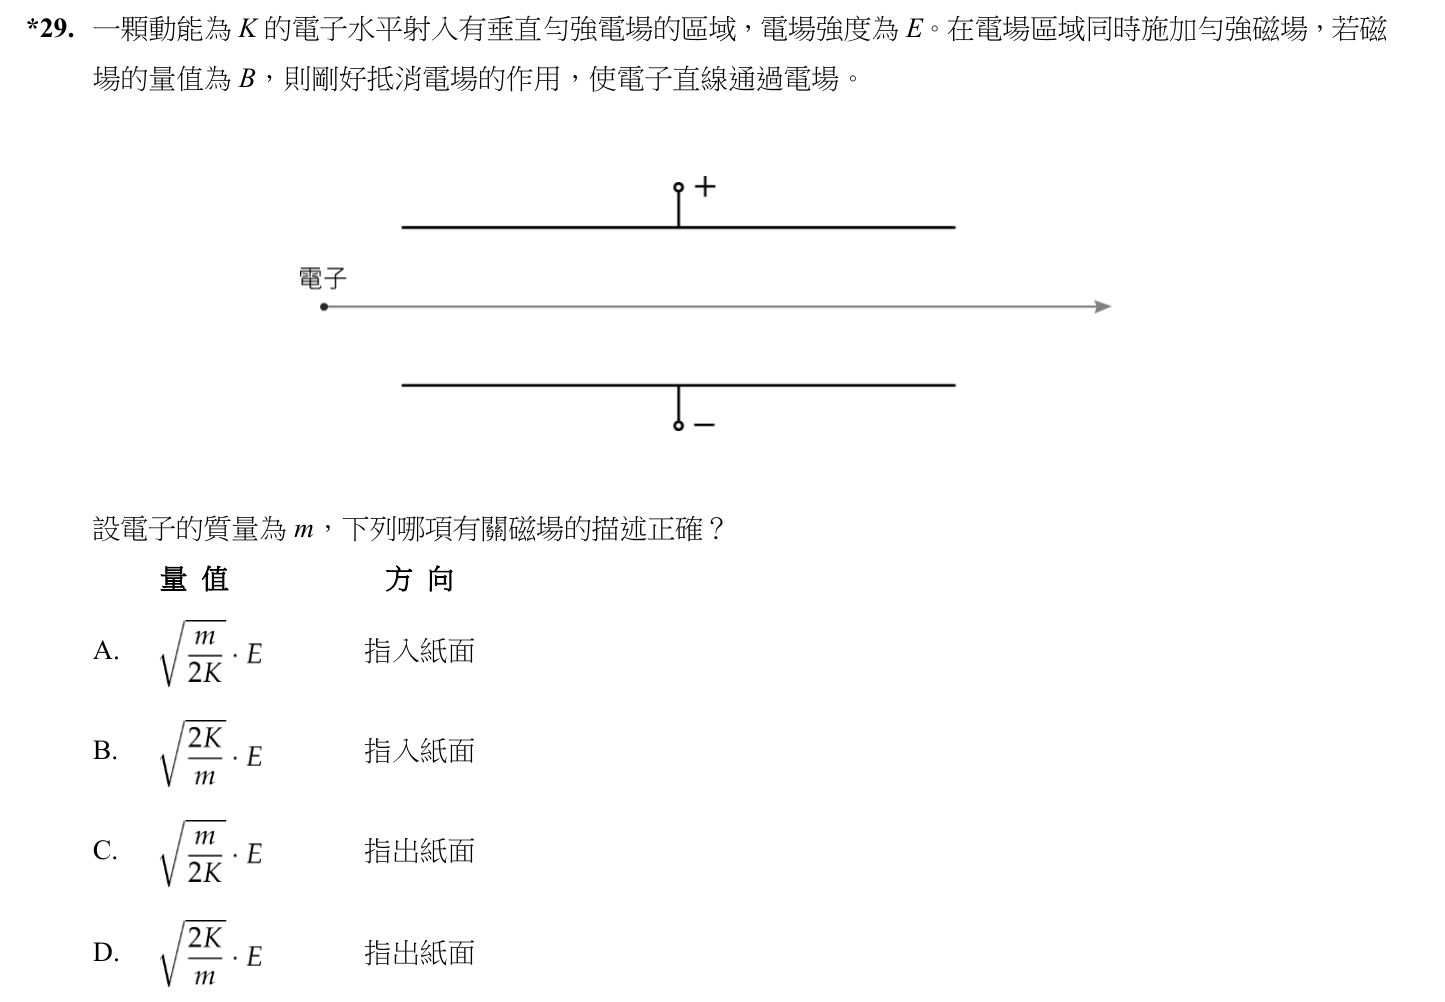 *29. 一顆動能為 K 的電子水平射入有垂直勻強電場的區域，電場強度為 E。在電場區域同時施加勻強磁場，若磁
場的量值為 B，則剛好抵消電場的作用，使電子直線通過電場。
+
電子
−
設電子的質量為 m，下列哪項有關磁場的描述正確？
量 值 方 向
A. √(m/2K) · E 指入紙面
B. √(2K/m) · E 指入紙面
C. √(m/2K) · E 指出紙面
D. √(2K/m) · E 指出紙面